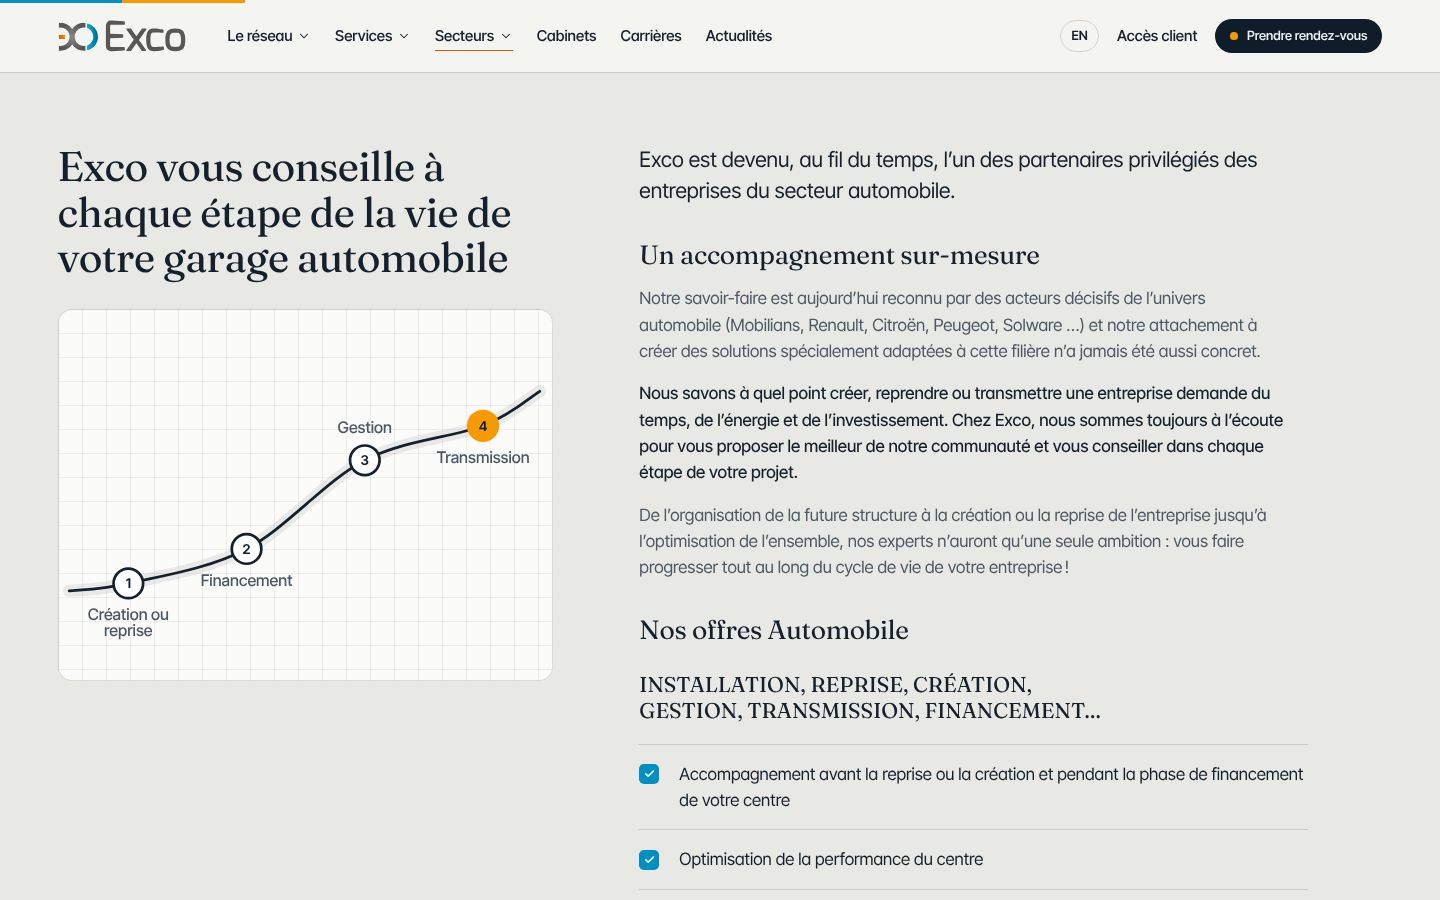 Exco
Le réseau
Services
Secteurs
Cabinets
Carrières
Actualités
EN
Accès client
Prendre rendez-vous
Exco vous conseille à
chaque étape de la vie de
votre garage automobile
Gestion
4
3
Transmission
2
Financement
1
Création ou
reprise
Exco est devenu, au fil du temps, l’un des partenaires privilégiés des
entreprises du secteur automobile.
Un accompagnement sur-mesure
Notre savoir-faire est aujourd’hui reconnu par des acteurs décisifs de l’univers
automobile (Mobilians, Renault, Citroën, Peugeot, Solware …) et notre attachement à
créer des solutions spécialement adaptées à cette filière n’a jamais été aussi concret.
Nous savons à quel point créer, reprendre ou transmettre une entreprise demande du
temps, de l’énergie et de l’investissement. Chez Exco, nous sommes toujours à l’écoute
pour vous proposer le meilleur de notre communauté et vous conseiller dans chaque
étape de votre projet.
De l’organisation de la future structure à la création ou la reprise de l’entreprise jusqu’à
l’optimisation de l’ensemble, nos experts n’auront qu’une seule ambition : vous faire
progresser tout au long du cycle de vie de votre entreprise !
Nos offres Automobile
INSTALLATION, REPRISE, CRÉATION,
GESTION, TRANSMISSION, FINANCEMENT…
Accompagnement avant la reprise ou la création et pendant la phase de financement
de votre centre
Optimisation de la performance du centre